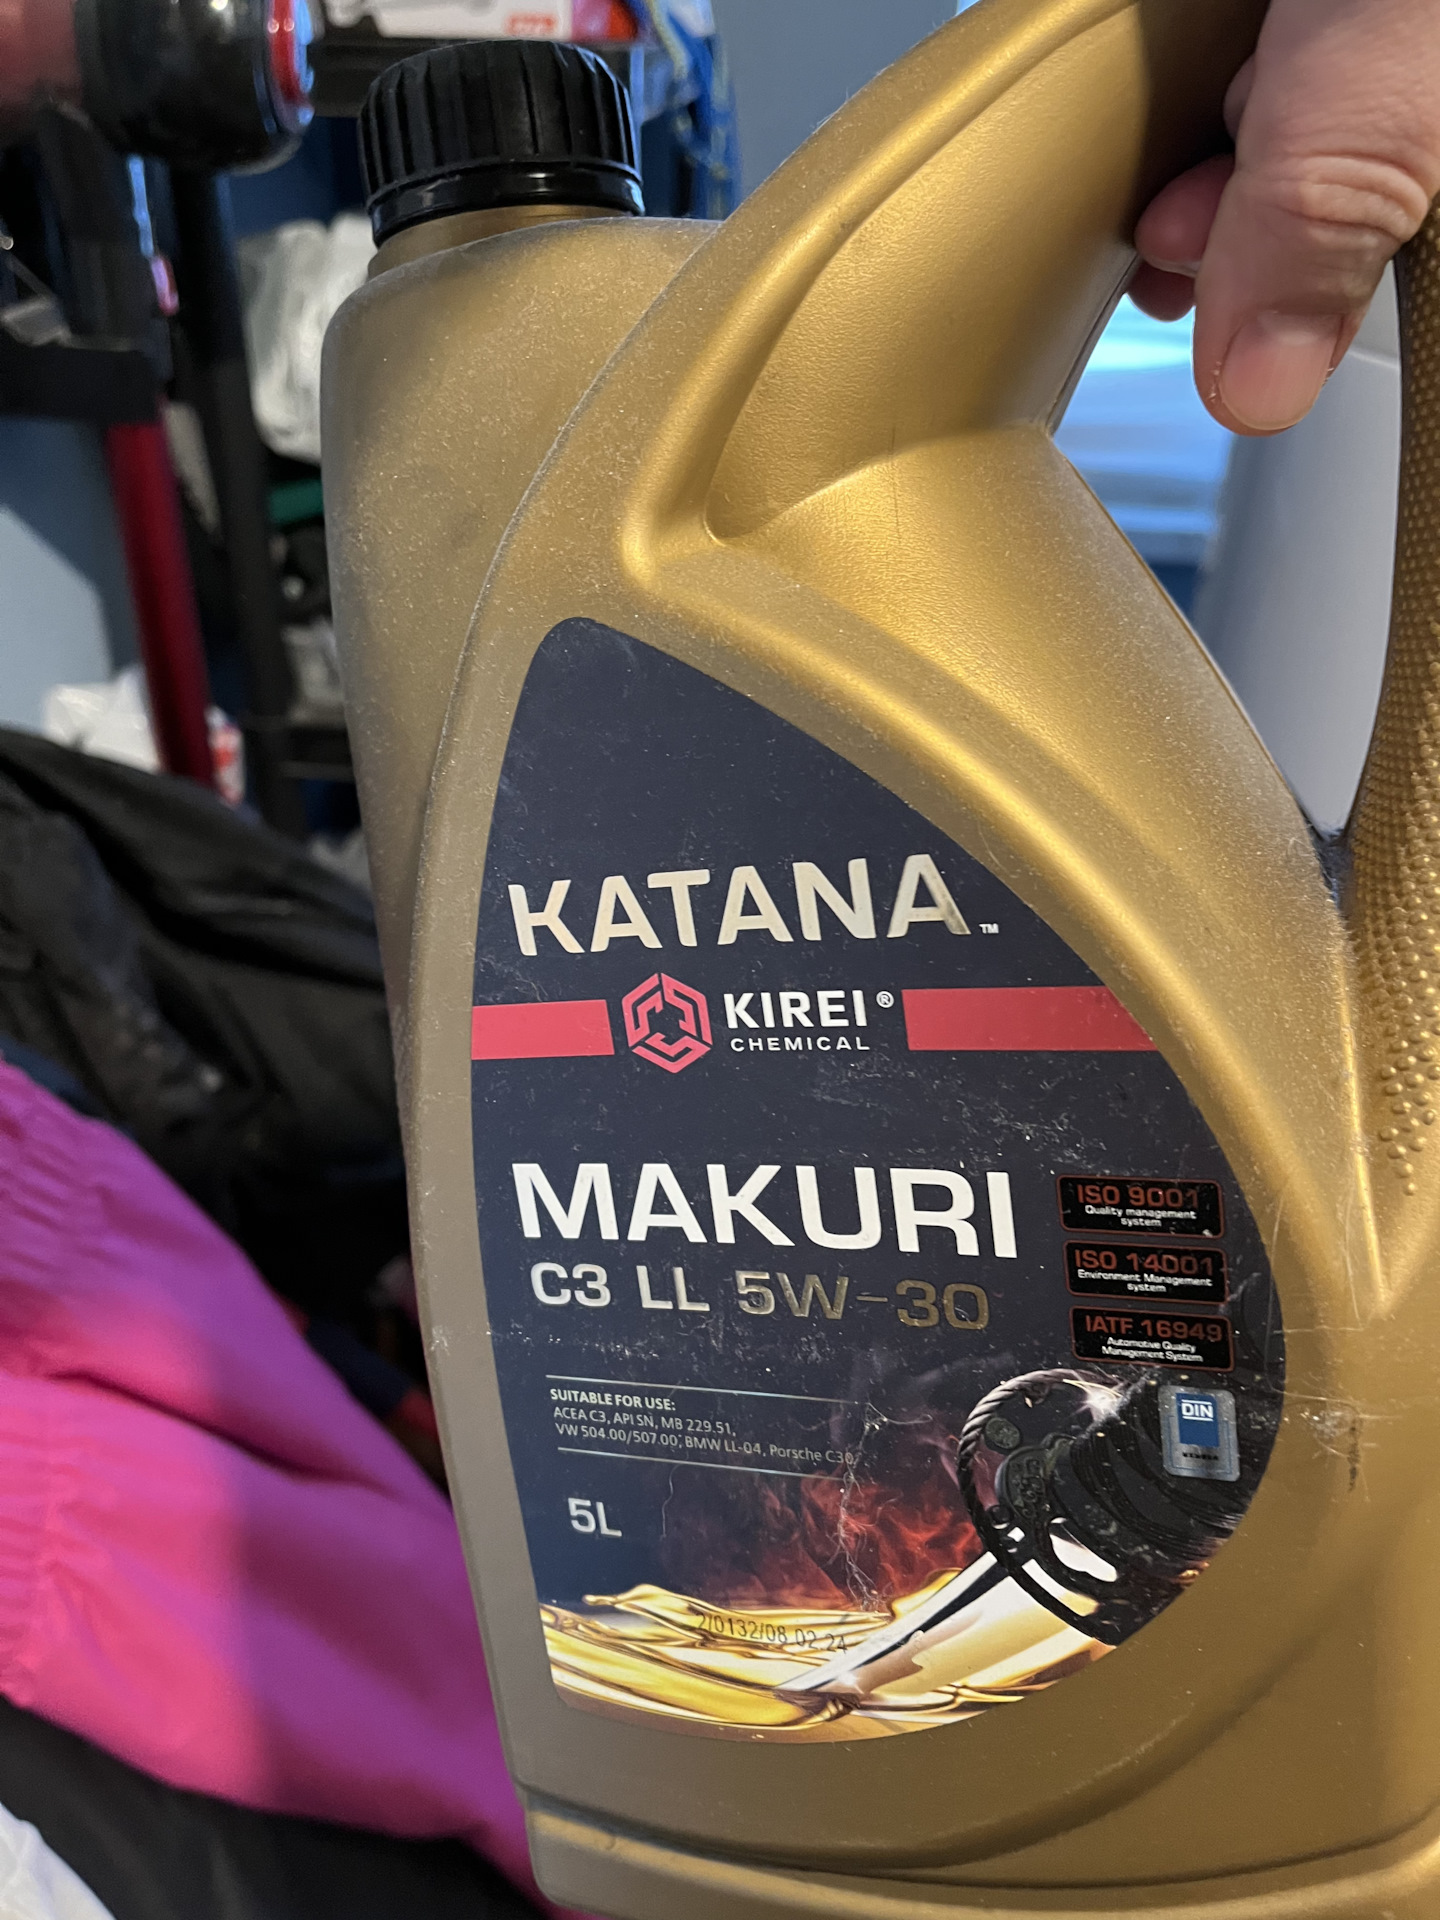 KATANA™
KIREI®
CHEMICAL
MAKURI
C3 LL 5W-30
ISO 9001
Quality management
system
ISO 14001
Environment Management
system
IATF 16949
Automotive Quality
Management System
SUITABLE FOR USE:
ACEA C3, API SN, MB 229.51,
VW 504.00/507.00, BMW LL-04, Porsche C30
DIN
5L
2/0132/08.02.24